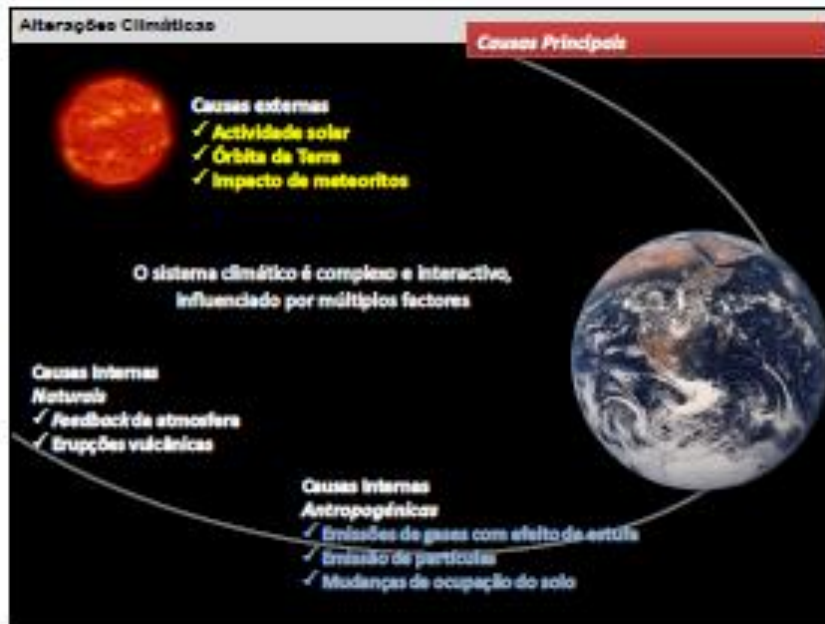 Alterações Climáticas
Causas Principais
Causas externas
✓ Actividade solar
✓ Órbita da Terra
✓ Impacto de meteoritos
O sistema climático é complexo e interactivo,
influenciado por múltiplos factores
Causas Internas
Naturais
✓ Feedback da atmosfera
✓ Erupções vulcânicas
Causas Internas
Antropogénicas
✓ Emissões de gases com efeito de estufa
✓ Emissão de partículas
✓ Mudanças de ocupação do solo